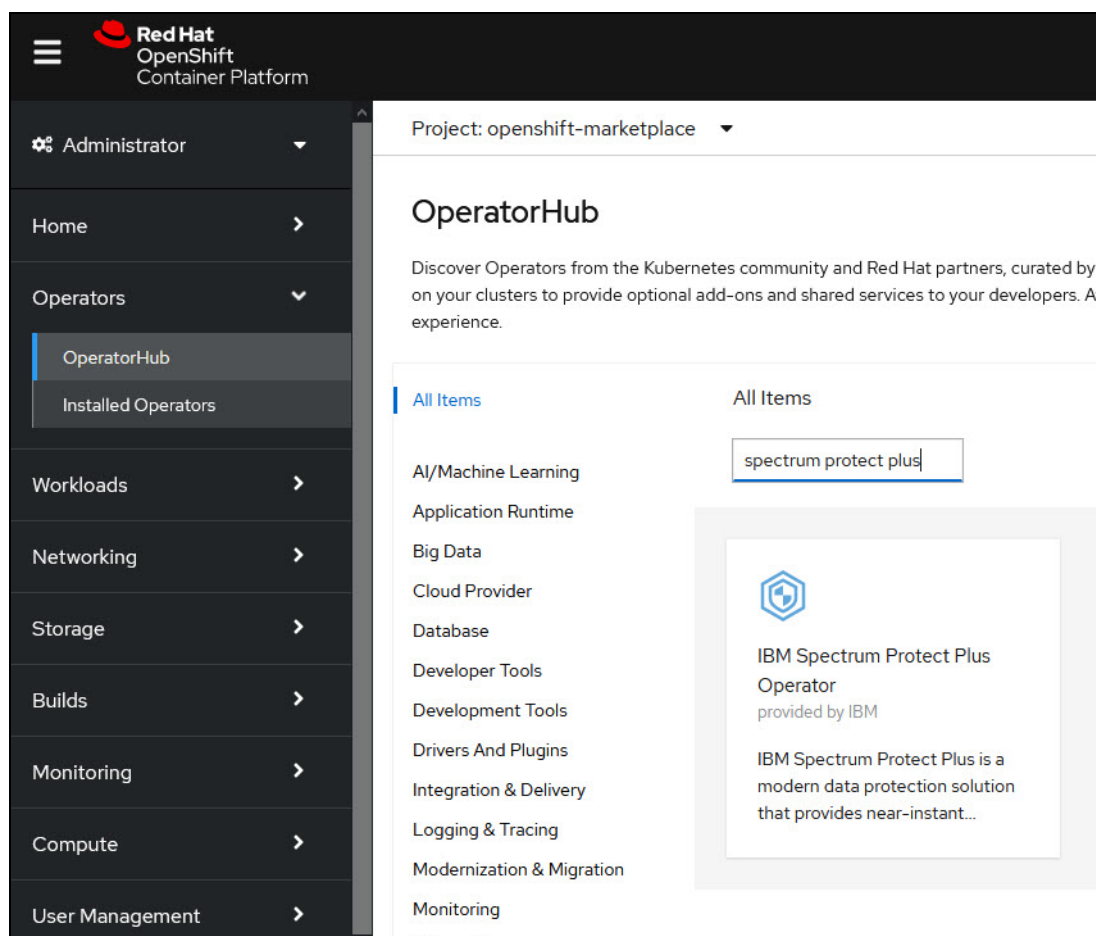 Red Hat
OpenShift
Container Platform
Administrator
Home
Operators
OperatorHub
Installed Operators
Workloads
Networking
Storage
Builds
Monitoring
Compute
User Management
Project: openshift-marketplace
OperatorHub
Discover Operators from the Kubernetes community and Red Hat partners, curated by
on your clusters to provide optional add-ons and shared services to your developers. A
experience.
All Items
AI/Machine Learning
Application Runtime
Big Data
Cloud Provider
Database
Developer Tools
Development Tools
Drivers And Plugins
Integration & Delivery
Logging & Tracing
Modernization & Migration
Monitoring
All Items
spectrum protect plus
IBM Spectrum Protect Plus
Operator
provided by IBM
IBM Spectrum Protect Plus is a
modern data protection solution
that provides near-instant...